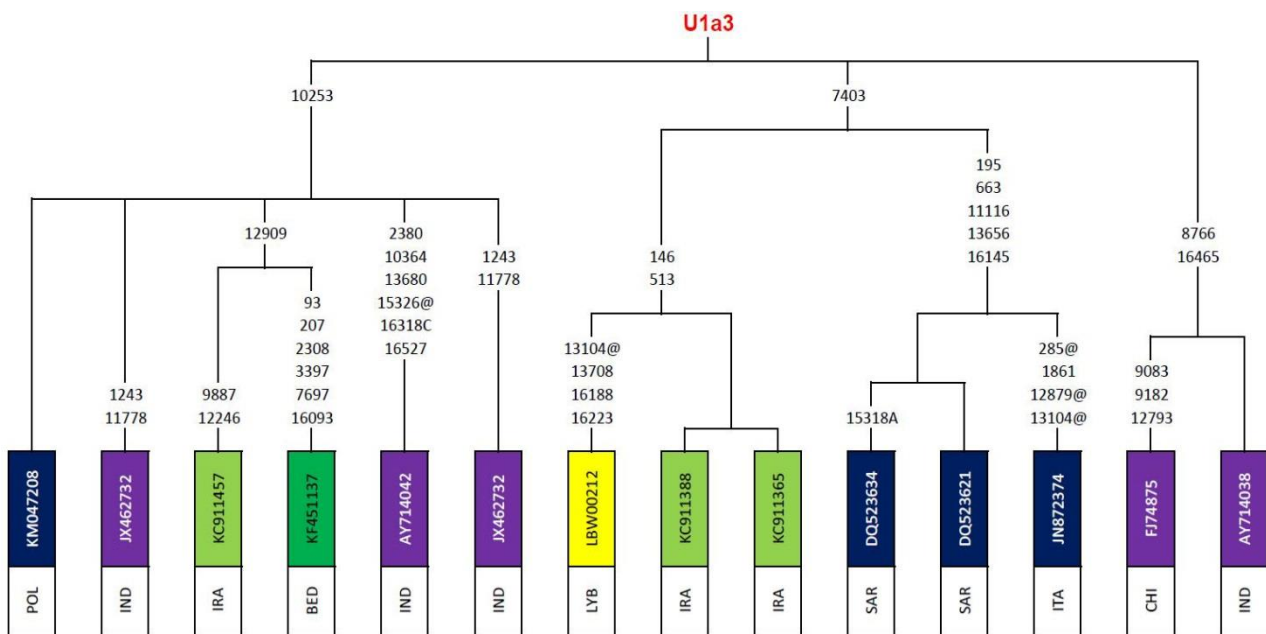 U1a3
10253
7403
195
663
11116
13656
16145
12909
2380
10364
13680
15326@
16318C
16527
1243
11778
146
513
8766
16465
93
207
2308
3397
7697
16093
13104@
13708
16188
16223
285@
1861
12879@
13104@
9083
9182
12793
1243
11778
9887
12246
15318A
KM047208
JX462732
KC911457
KF451137
AY714042
JX462732
LBW00212
KC911388
KC911365
DQ523634
DQ523621
JN872374
FJ74875
AY714038
POL
IND
IRA
BED
IND
IND
LYB
IRA
IRA
SAR
SAR
ITA
CHI
IND